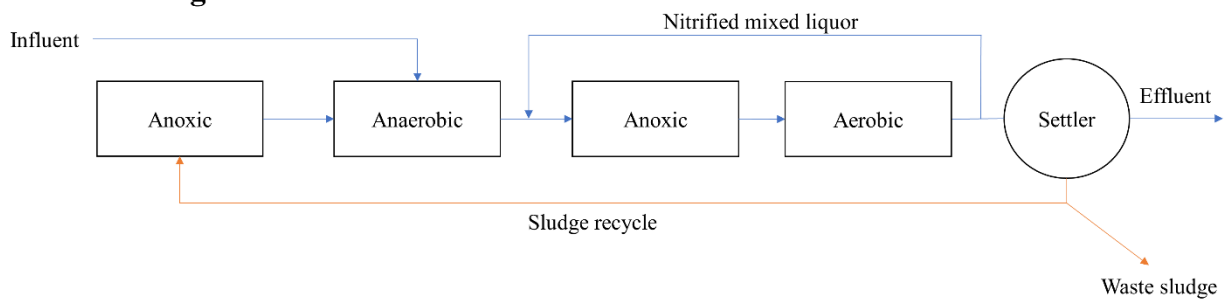 Nitrified mixed liquor
Influent
Anoxic
Anaerobic
Anoxic
Aerobic
Settler
Effluent
Sludge recycle
Waste sludge